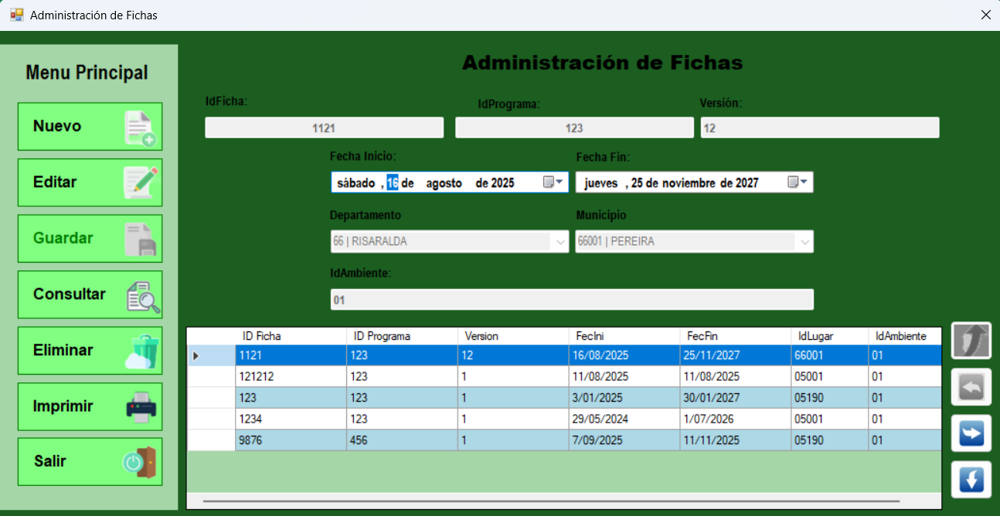 Administración de Fichas
Menu Principal
Nuevo
Editar
Guardar
Consultar
Eliminar
Imprimir
Salir
Administración de Fichas
IdFicha: IdPrograma: Versión:
1121 123 12
Fecha Inicio: Fecha Fin:
sábado , 16 de agosto de 2025 jueves , 25 de noviembre de 2027
Departamento Municipio
66 | RISARALDA 66001 | PEREIRA
IdAmbiente:
01
ID Ficha ID Programa Version FecIni FecFin IdLugar IdAmbiente
1121 123 12 16/08/2025 25/11/2027 66001 01
121212 123 1 11/08/2025 11/08/2025 05001 01
123 123 1 3/01/2025 30/01/2027 05190 01
1234 123 1 29/05/2024 1/07/2026 05001 01
9876 456 1 7/09/2025 11/11/2025 05190 01